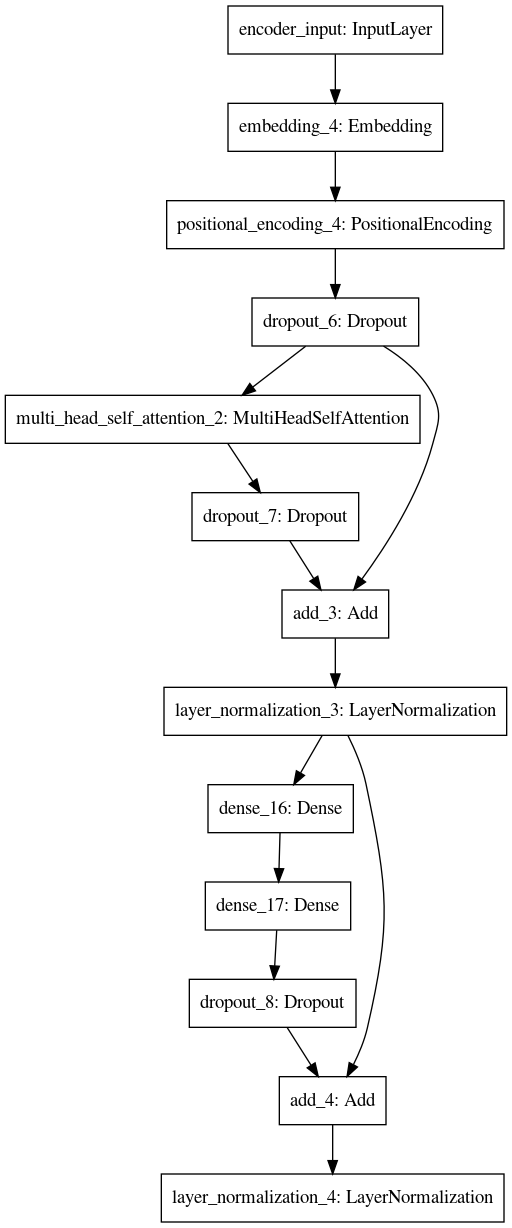 encoder_input: InputLayer
embedding_4: Embedding
positional_encoding_4: PositionalEncoding
dropout_6: Dropout
multi_head_self_attention_2: MultiHeadSelfAttention
dropout_7: Dropout
add_3: Add
layer_normalization_3: LayerNormalization
dense_16: Dense
dense_17: Dense
dropout_8: Dropout
add_4: Add
layer_normalization_4: LayerNormalization